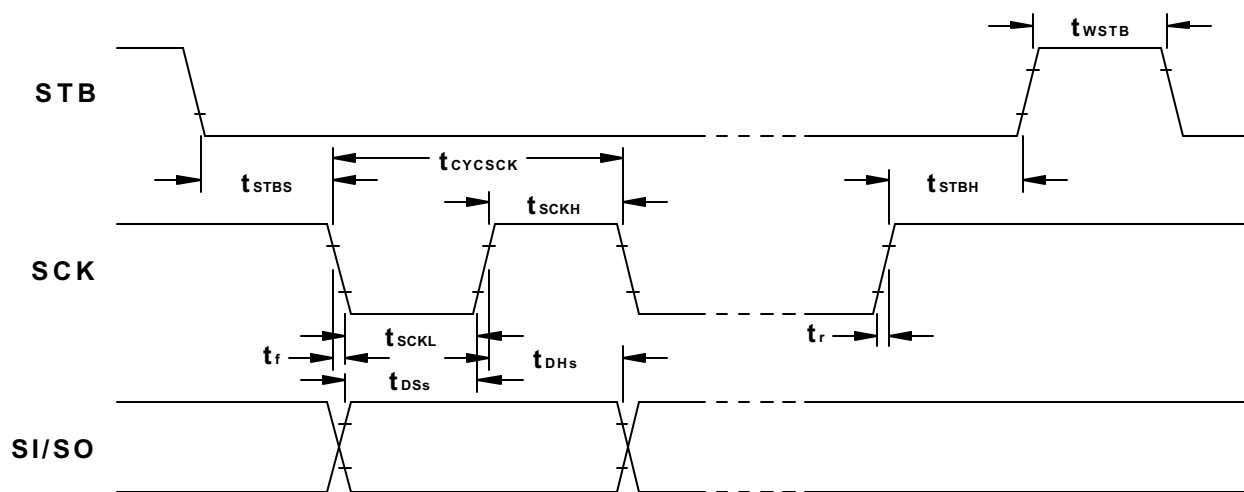 tWSTB
STB
tCYCSCK
tSTBS
tSTBH
tSCKH
SCK
tSCKL
tr
tf
tDHs
tDSs
SI/SO